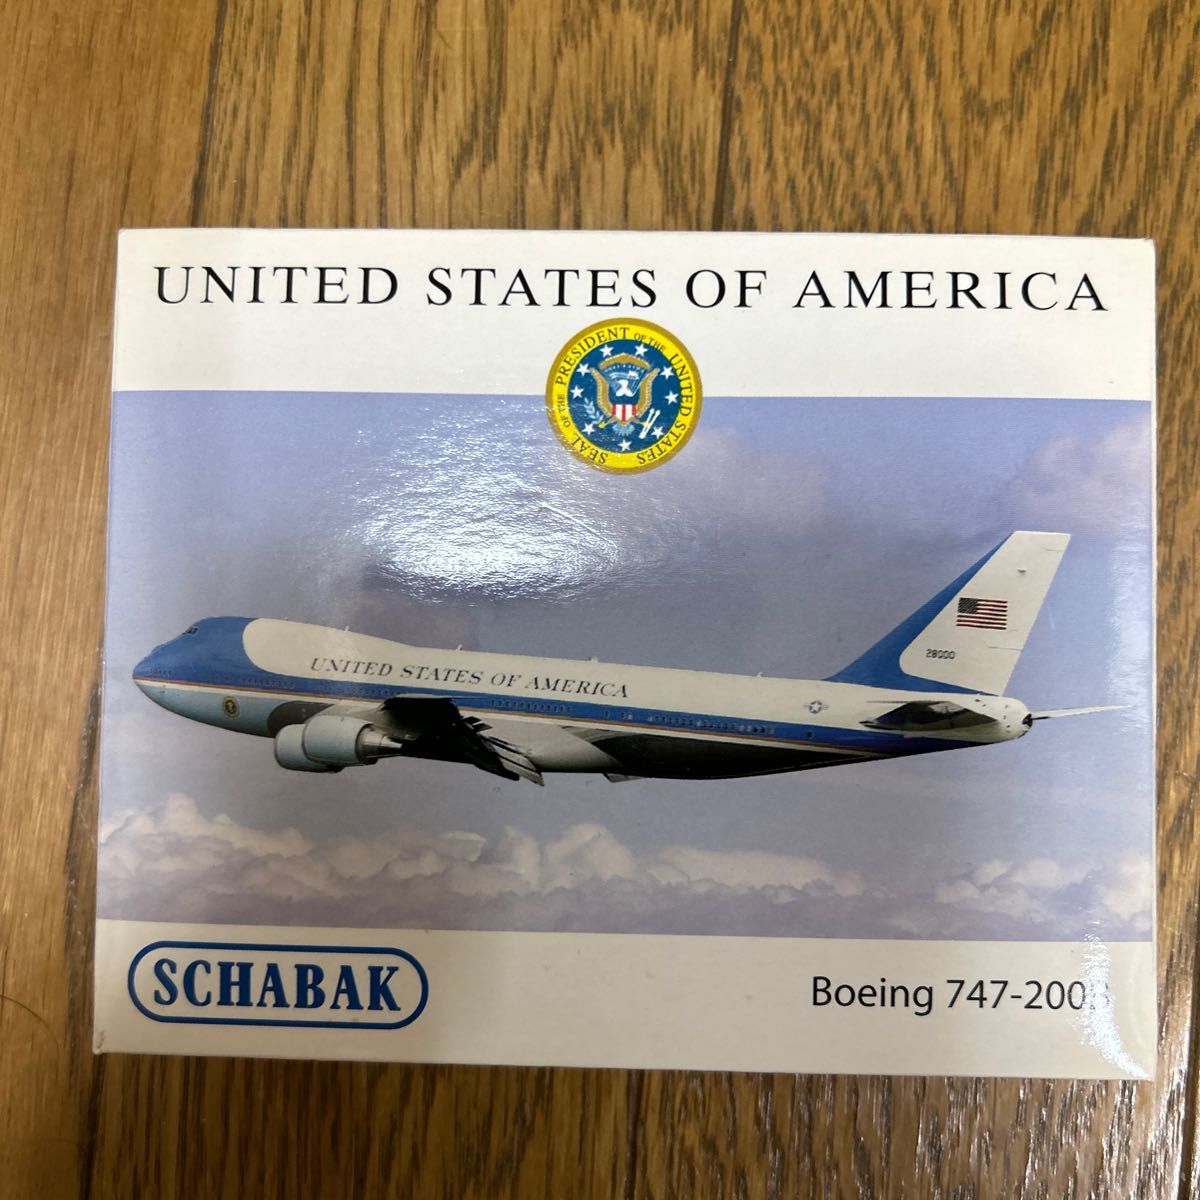 UNITED STATES OF AMERICA
SEAL OF THE PRESIDENT OF THE UNITED STATES
28000
UNITED STATES OF AMERICA
SCHABAK
Boeing 747-200B